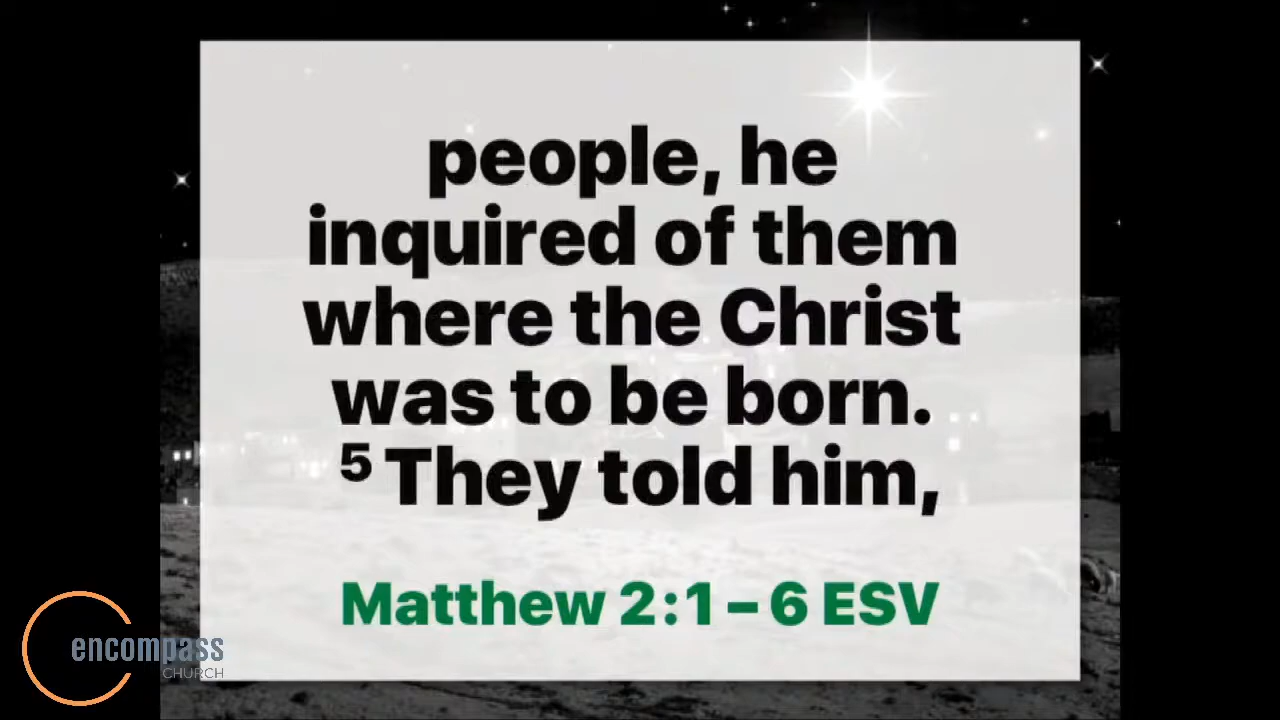 people, he
inquired of them
where the Christ
was to be born.
⁵ They told him,
Matthew 2:1 – 6 ESV
encompass
CHURCH